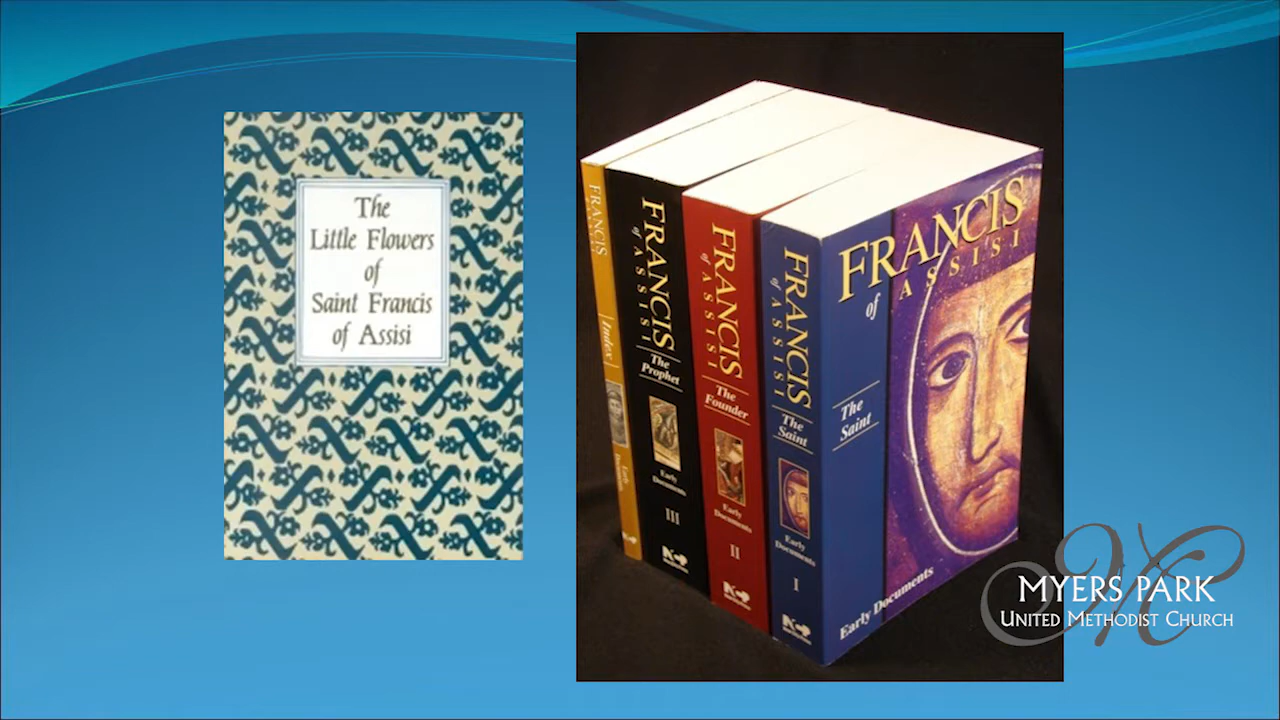 The
Little Flowers
of
Saint Francis
of Assisi
FRANCIS
of ASSISI
Index
Early
Documents
FRANCIS
of ASSISI
The
Prophet
Early
Documents
III
FRANCIS
of ASSISI
The
Founder
Early
Documents
II
FRANCIS
of ASSISI
The
Saint
Early
Documents
I
FRANCIS
of ASSISI
The
Saint
Early Documents
MYERS PARK
UNITED METHODIST CHURCH